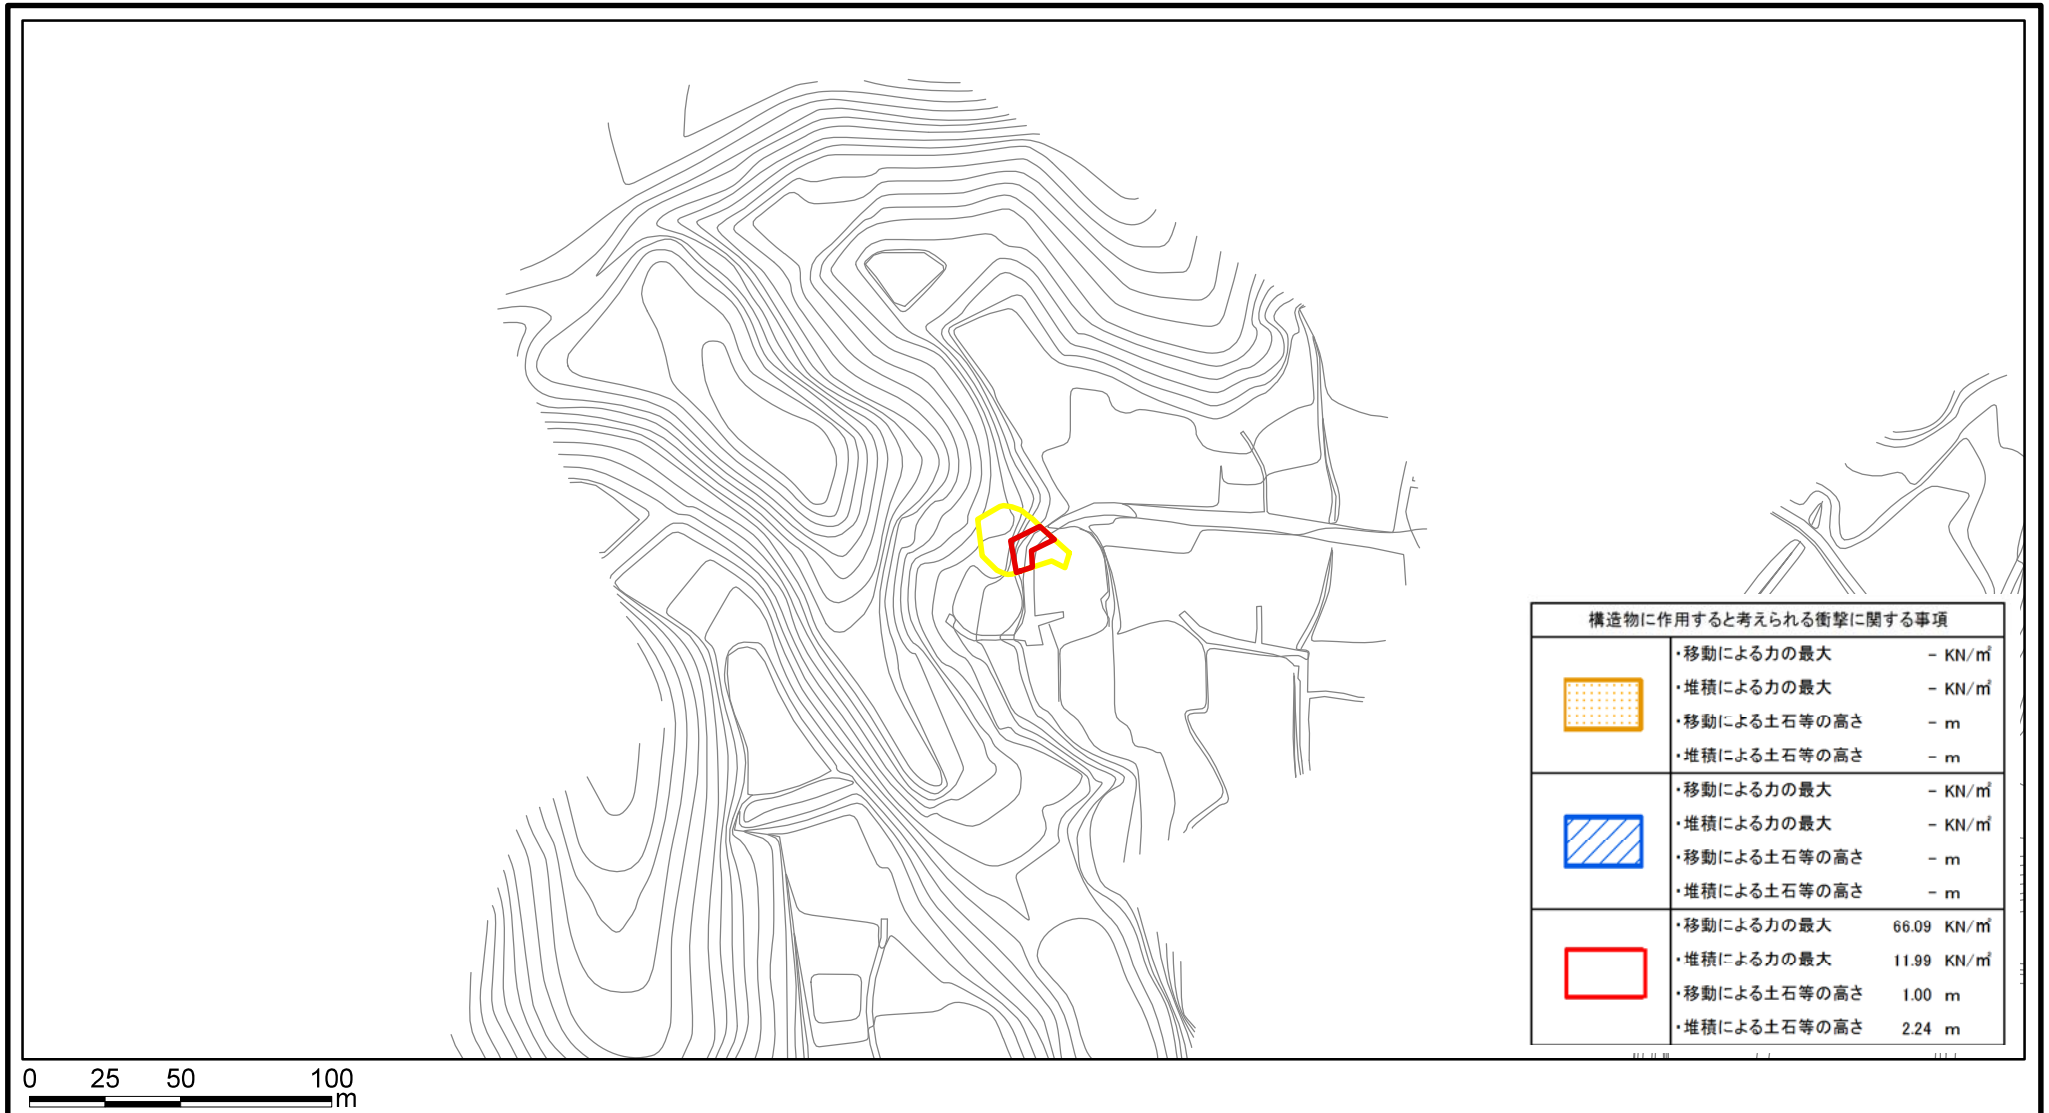 構造物に作用すると考えられる衝撃に関する事項
・移動による力の最大 - KN/㎡
・堆積による力の最大 - KN/㎡
・移動による土石等の高さ - m
・堆積による土石等の高さ - m
・移動による力の最大 - KN/㎡
・堆積による力の最大 - KN/㎡
・移動による土石等の高さ - m
・堆積による土石等の高さ - m
・移動による力の最大 66.09 KN/㎡
・堆積による力の最大 11.99 KN/㎡
・移動による土石等の高さ 1.00 m
・堆積による土石等の高さ 2.24 m
0 25 50 100
m